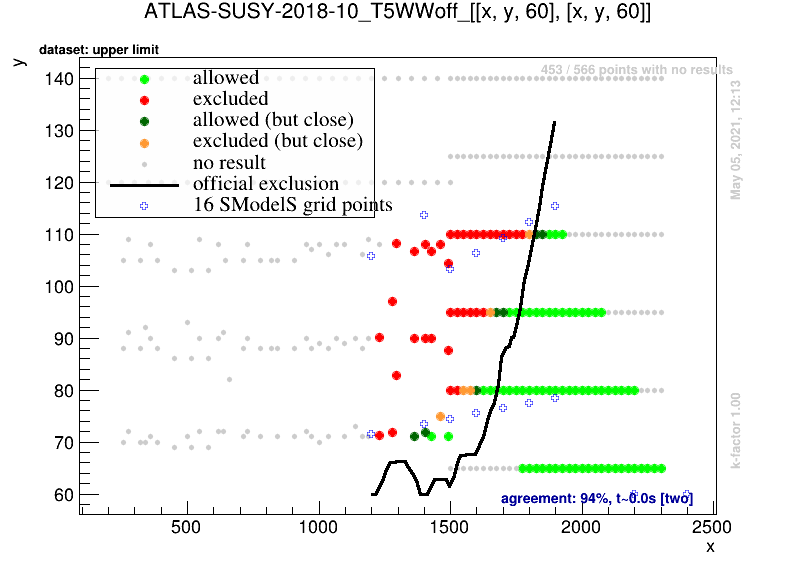 ATLAS-SUSY-2018-10_T5WWoff_[[x, y, 60], [x, y, 60]]
dataset: upper limit
y
453 / 566 points with no results
allowed
excluded
allowed (but close)
excluded (but close)
no result
official exclusion
16 SModelS grid points
140
130
120
110
100
90
80
70
60
May 05, 2021, 12:13
k-factor 1.00
agreement: 94%, t~0.0s [two]
500
1000
1500
2000
2500
x